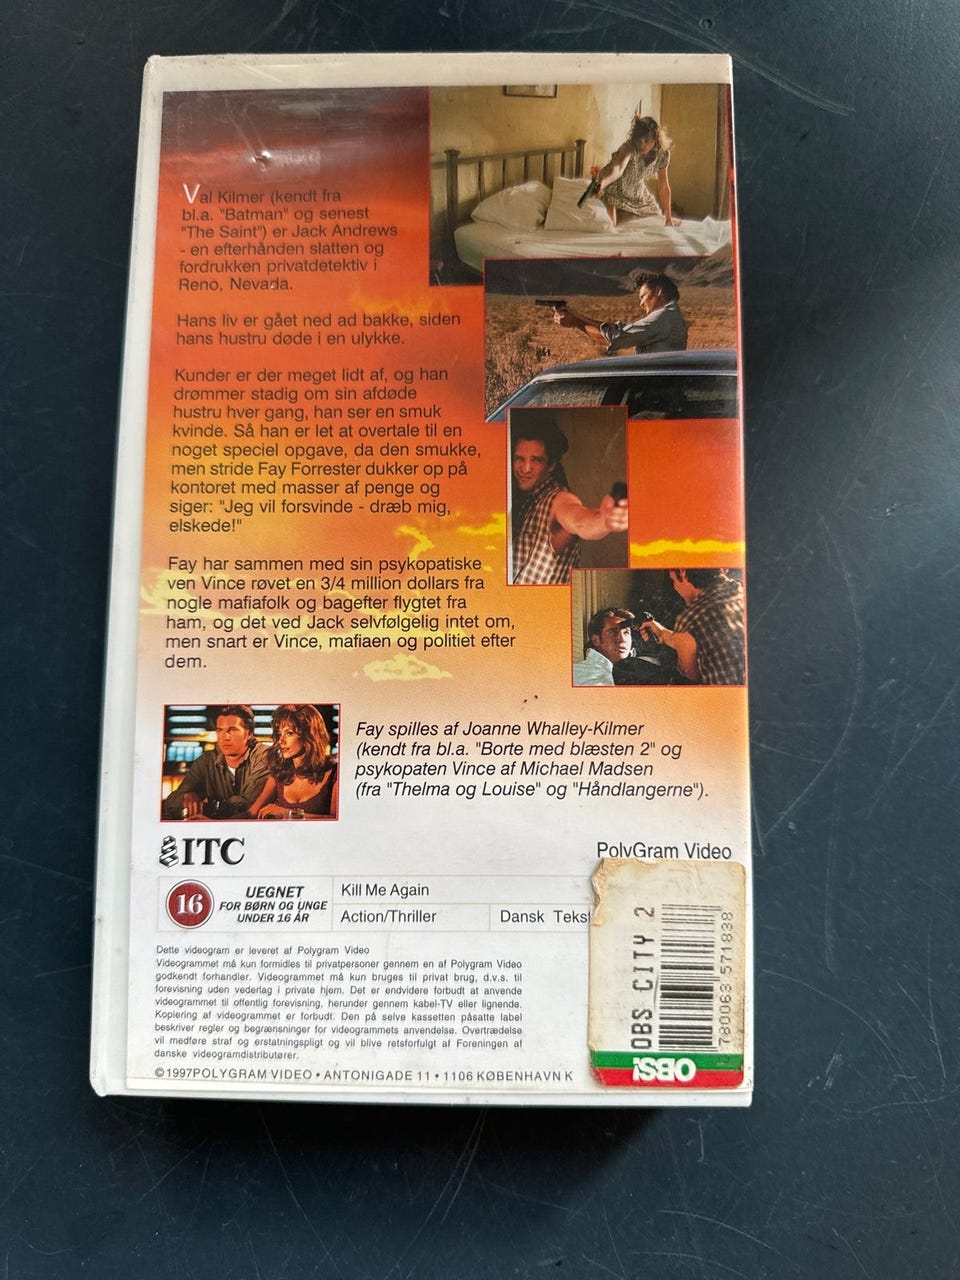 Val Kilmer (kendt fra
bl.a. "Batman" og senest
"The Saint") er Jack Andrews
- en efterhånden slatten og
fordrukken privatdetektiv i
Reno, Nevada.
Hans liv er gået ned ad bakke, siden
hans hustru døde i en ulykke.
Kunder er der meget lidt af, og han
drømmer stadig om sin afdøde
hustru hver gang, han ser en smuk
kvinde. Så han er let at overtale til en
noget speciel opgave, da den smukke,
men stride Fay Forrester dukker op på
kontoret med masser af penge og
siger: "Jeg vil forsvinde - dræb mig,
elskede!"
Fay har sammen med sin psykopatiske
ven Vince røvet en 3/4 million dollars fra
nogle mafiafolk og bagefter flygtet fra
ham, og det ved Jack selvfølgelig intet om,
men snart er Vince, mafiaen og politiet efter
dem.
Fay spilles af Joanne Whalley-Kilmer
(kendt fra bl.a. "Borte med blæsten 2" og
psykopaten Vince af Michael Madsen
(fra "Thelma og Louise" og "Håndlangerne").
ITC
PolyGram Video
16
UEGNET
FOR BØRN OG UNGE
UNDER 16 ÅR
Kill Me Again
Action/Thriller
Dansk Tekst
Dette videogram er leveret af Polygram Video
Videogrammet må kun formidles til privatpersoner gennem en af Polygram Video
godkendt forhandler. Videogrammet må kun bruges til privat brug, d.v.s. til
forevisning uden vederlag i private hjem. Det er endvidere forbudt at anvende
videogrammet til offentlig forevisning, herunder gennem kabel-TV eller lignende.
Kopiering af videogrammet er forbudt. Den på selve kassetten påsatte label
beskriver regler og begrænsninger for videogrammets anvendelse. Overtrædelse
vil medføre straf og erstatningspligt og vil blive retsforfulgt af Foreningen af
danske videogramdistributører.
©1997 POLYGRAM VIDEO • ANTONIGADE 11 • 1106 KØBENHAVN K
OBS CITY 2
780063 571838
OBS!